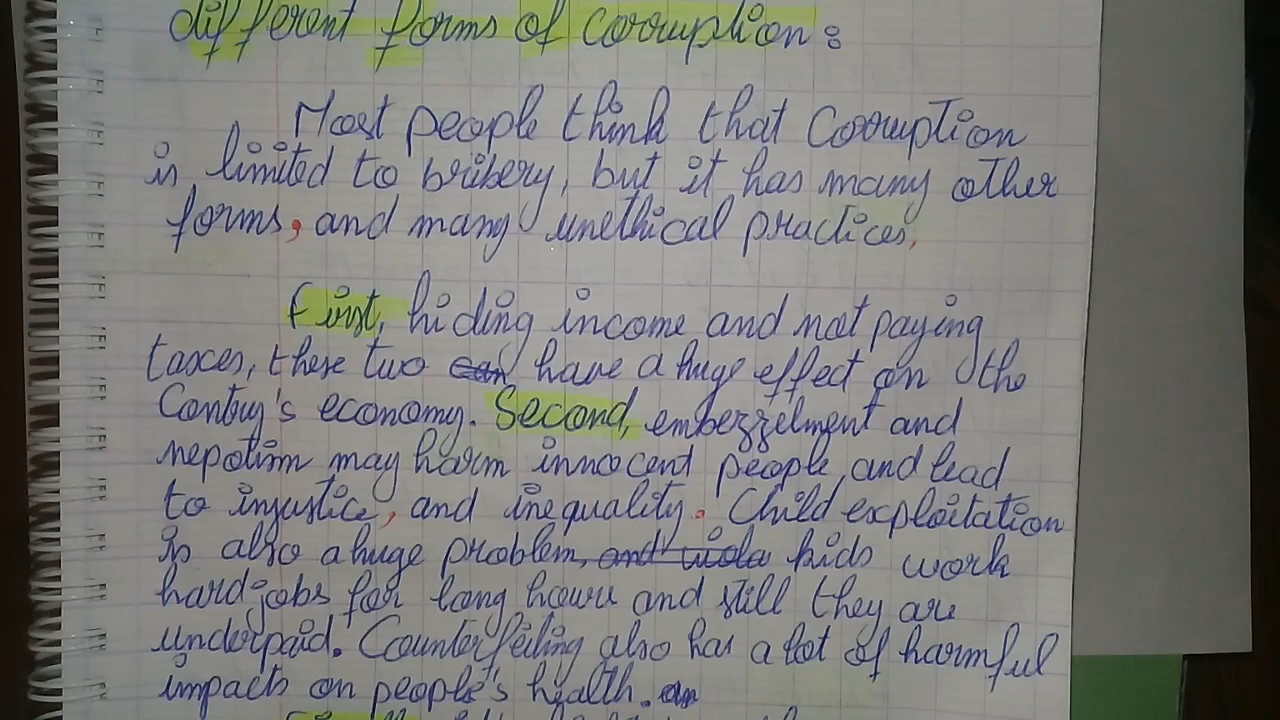 different forms of corruption:
Most people think that Corruption
is limited to bribery, but it has many other
forms, and many unethical practices.
First, hiding income and not paying
taxes, these two can have a huge effect on the
Contry's economy. Second, embezzelment and
nepotism may harm innocent people, and lead
to injustice, and inequality. Child exploitation
is also a huge problem, and kids work
hard jobs for long hours and still they are
underpaid. Counterfeiting also has a lot of harmful
impacts on people's health.